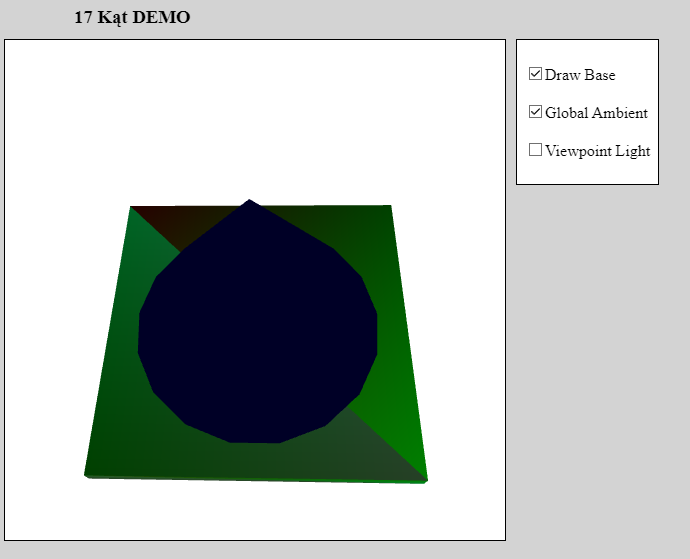 17 Kąt DEMO
Draw Base
Global Ambient
Viewpoint Light